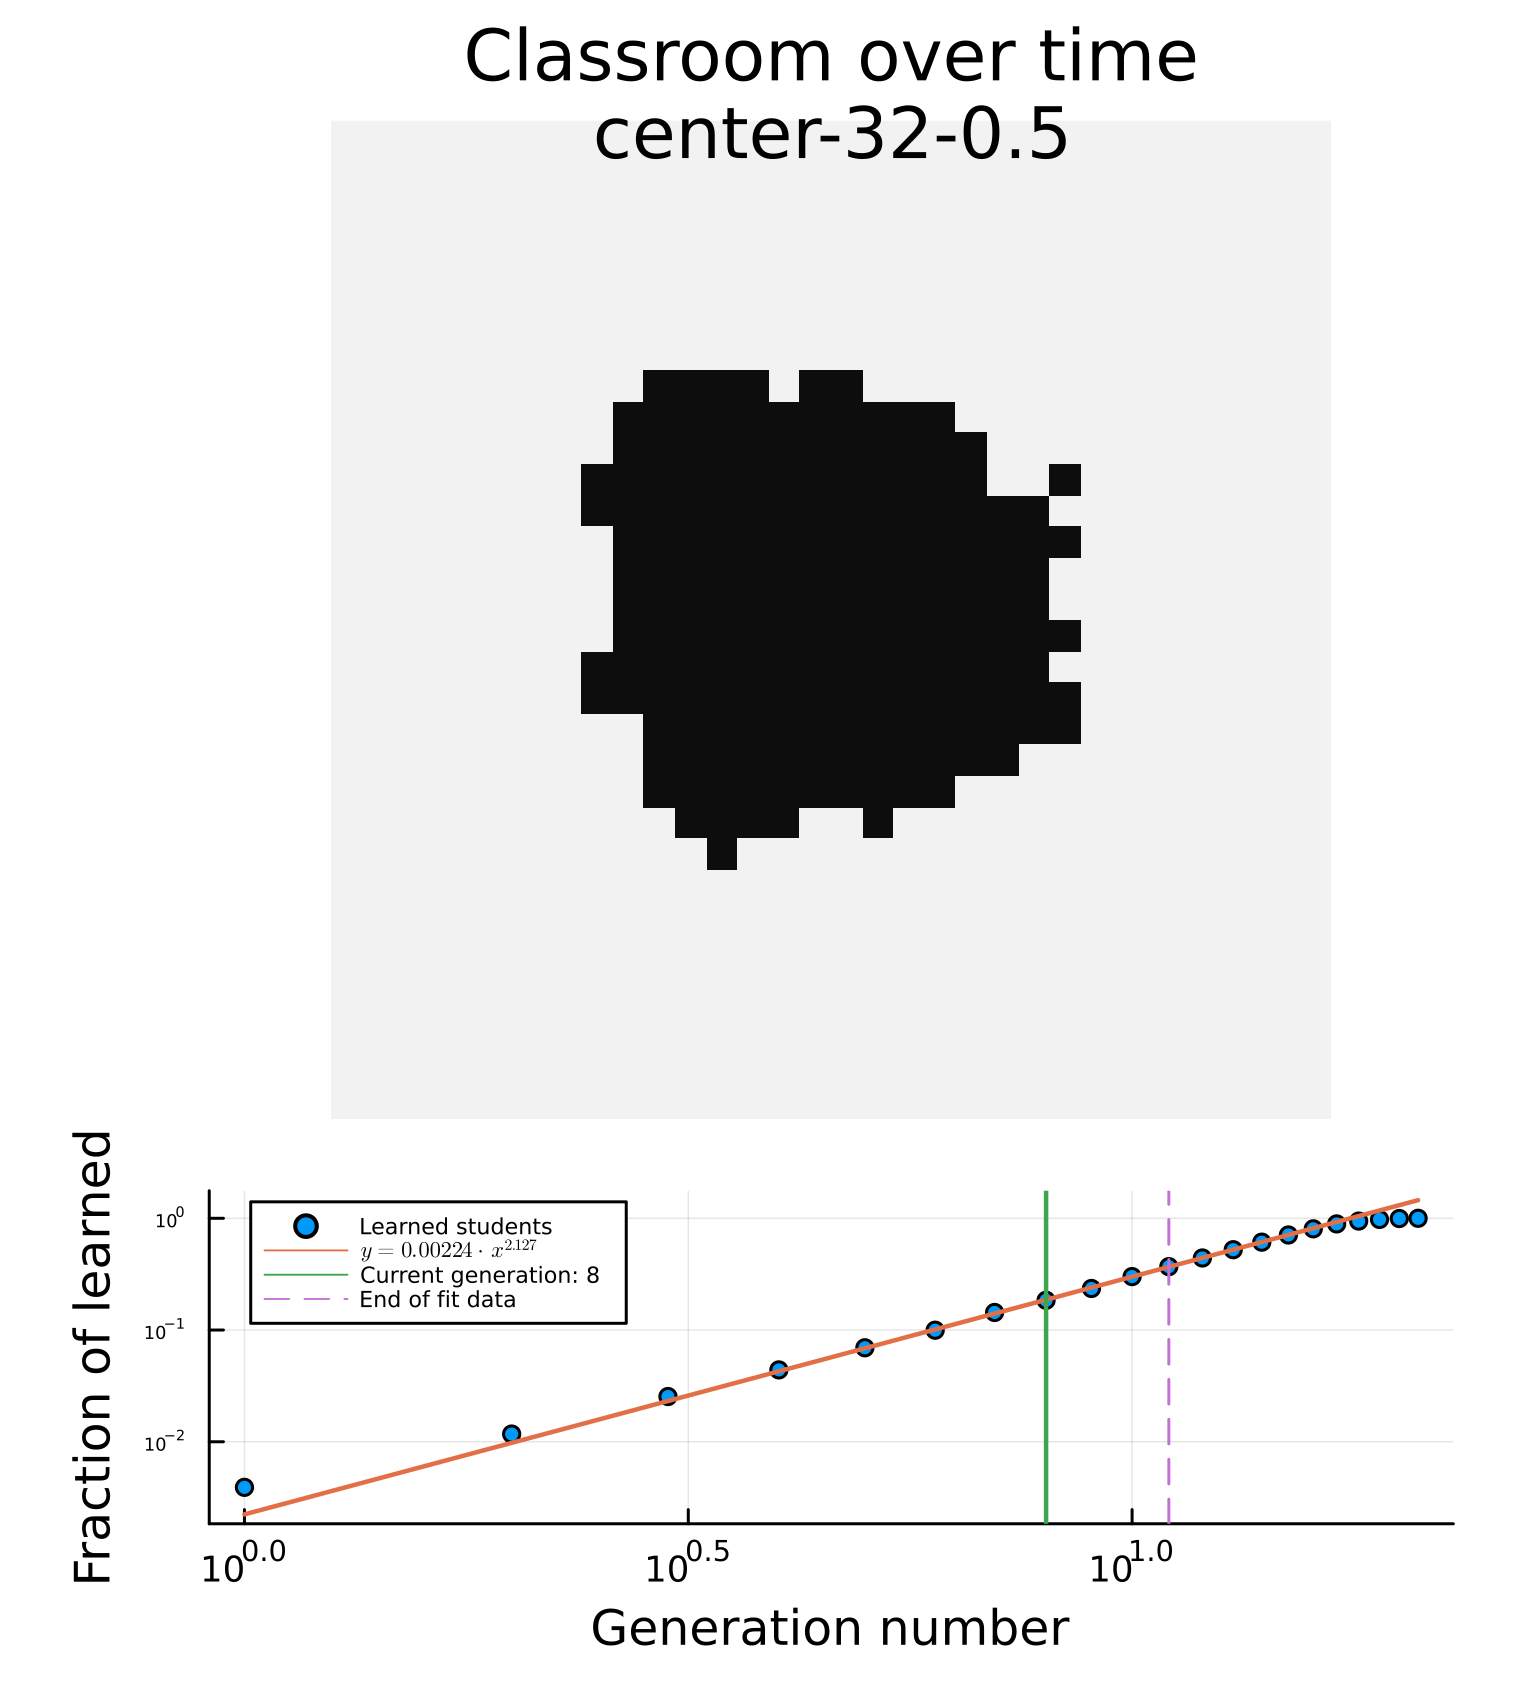 Classroom over time
center-32-0.5
Fraction of learned
10⁰
10⁻¹
10⁻²
Learned students
y = 0.00224 · x^2.127
Current generation: 8
End of fit data
10^0.0
10^0.5
10^1.0
Generation number